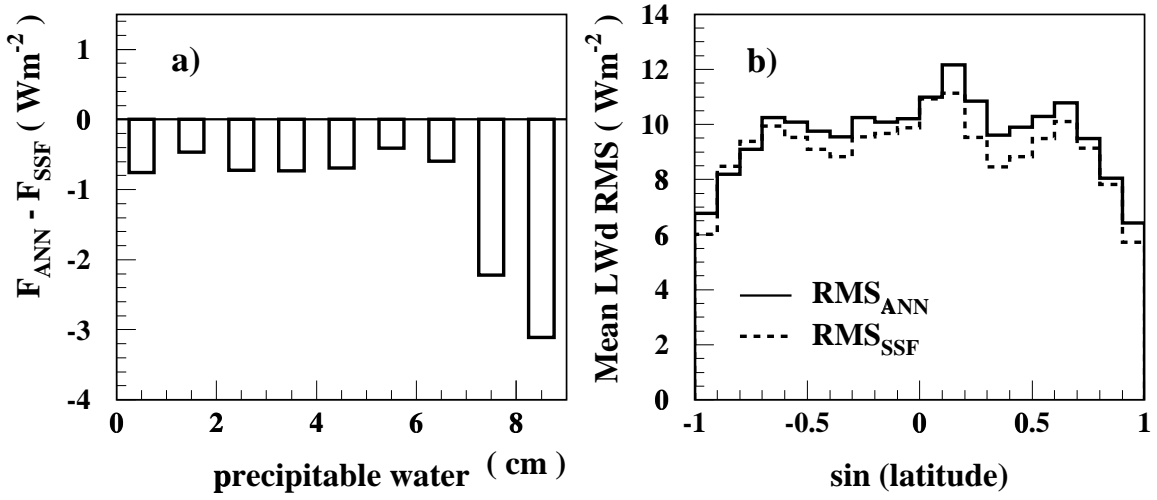 a)
F_ANN - F_SSF ( Wm^-2 )
1
0
-1
-2
-3
-4
0 2 4 6 8
precipitable water ( cm )
b)
Mean LWd RMS ( Wm^-2 )
14
12
10
8
6
4
2
0
RMS_ANN
RMS_SSF
-1 -0.5 0 0.5 1
sin (latitude)